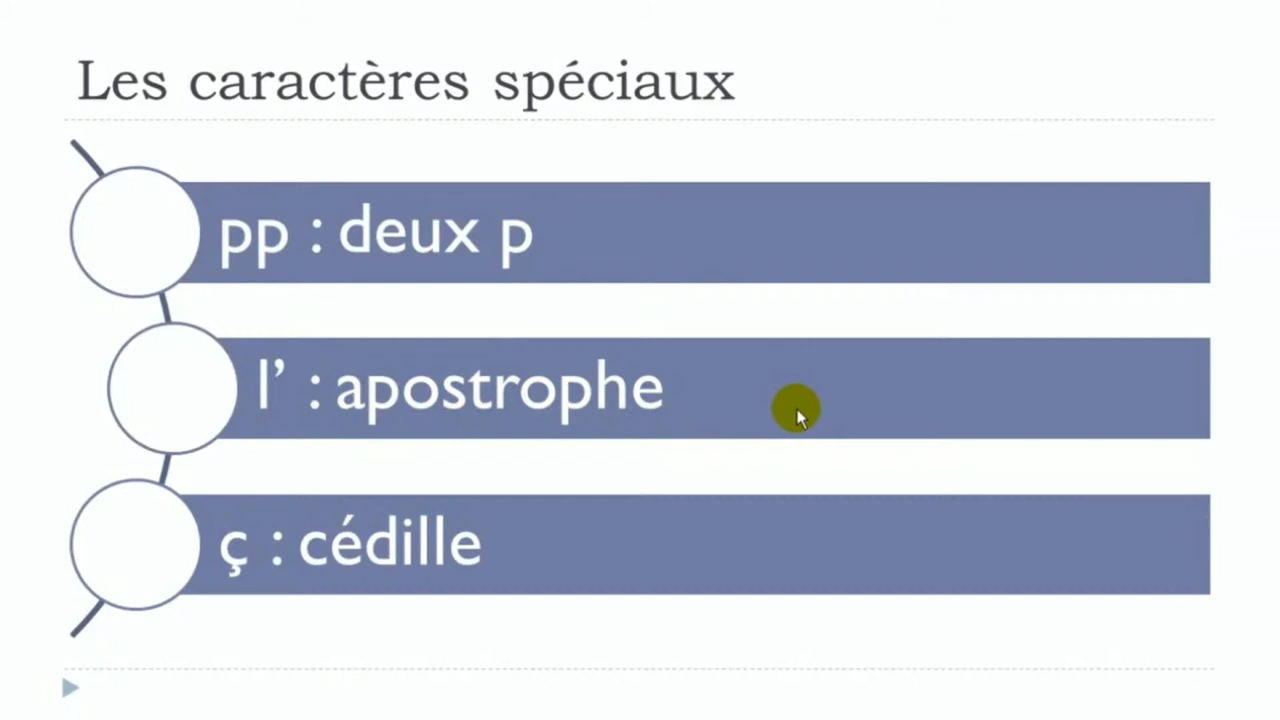 Les caractères spéciaux
pp : deux p
l’ : apostrophe
ç : cédille